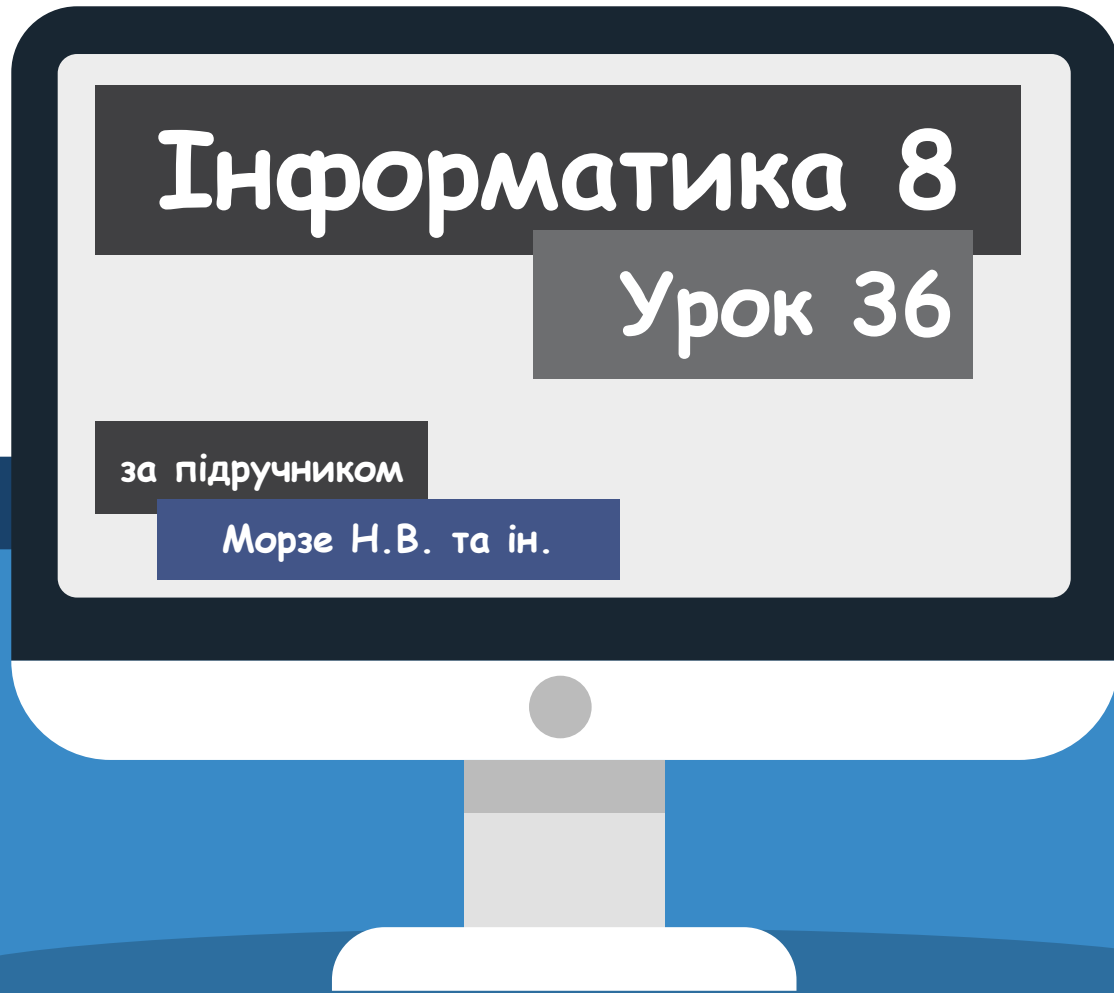 Інформатика 8
Урок 36
за підручником
Морзе Н.В. та ін.